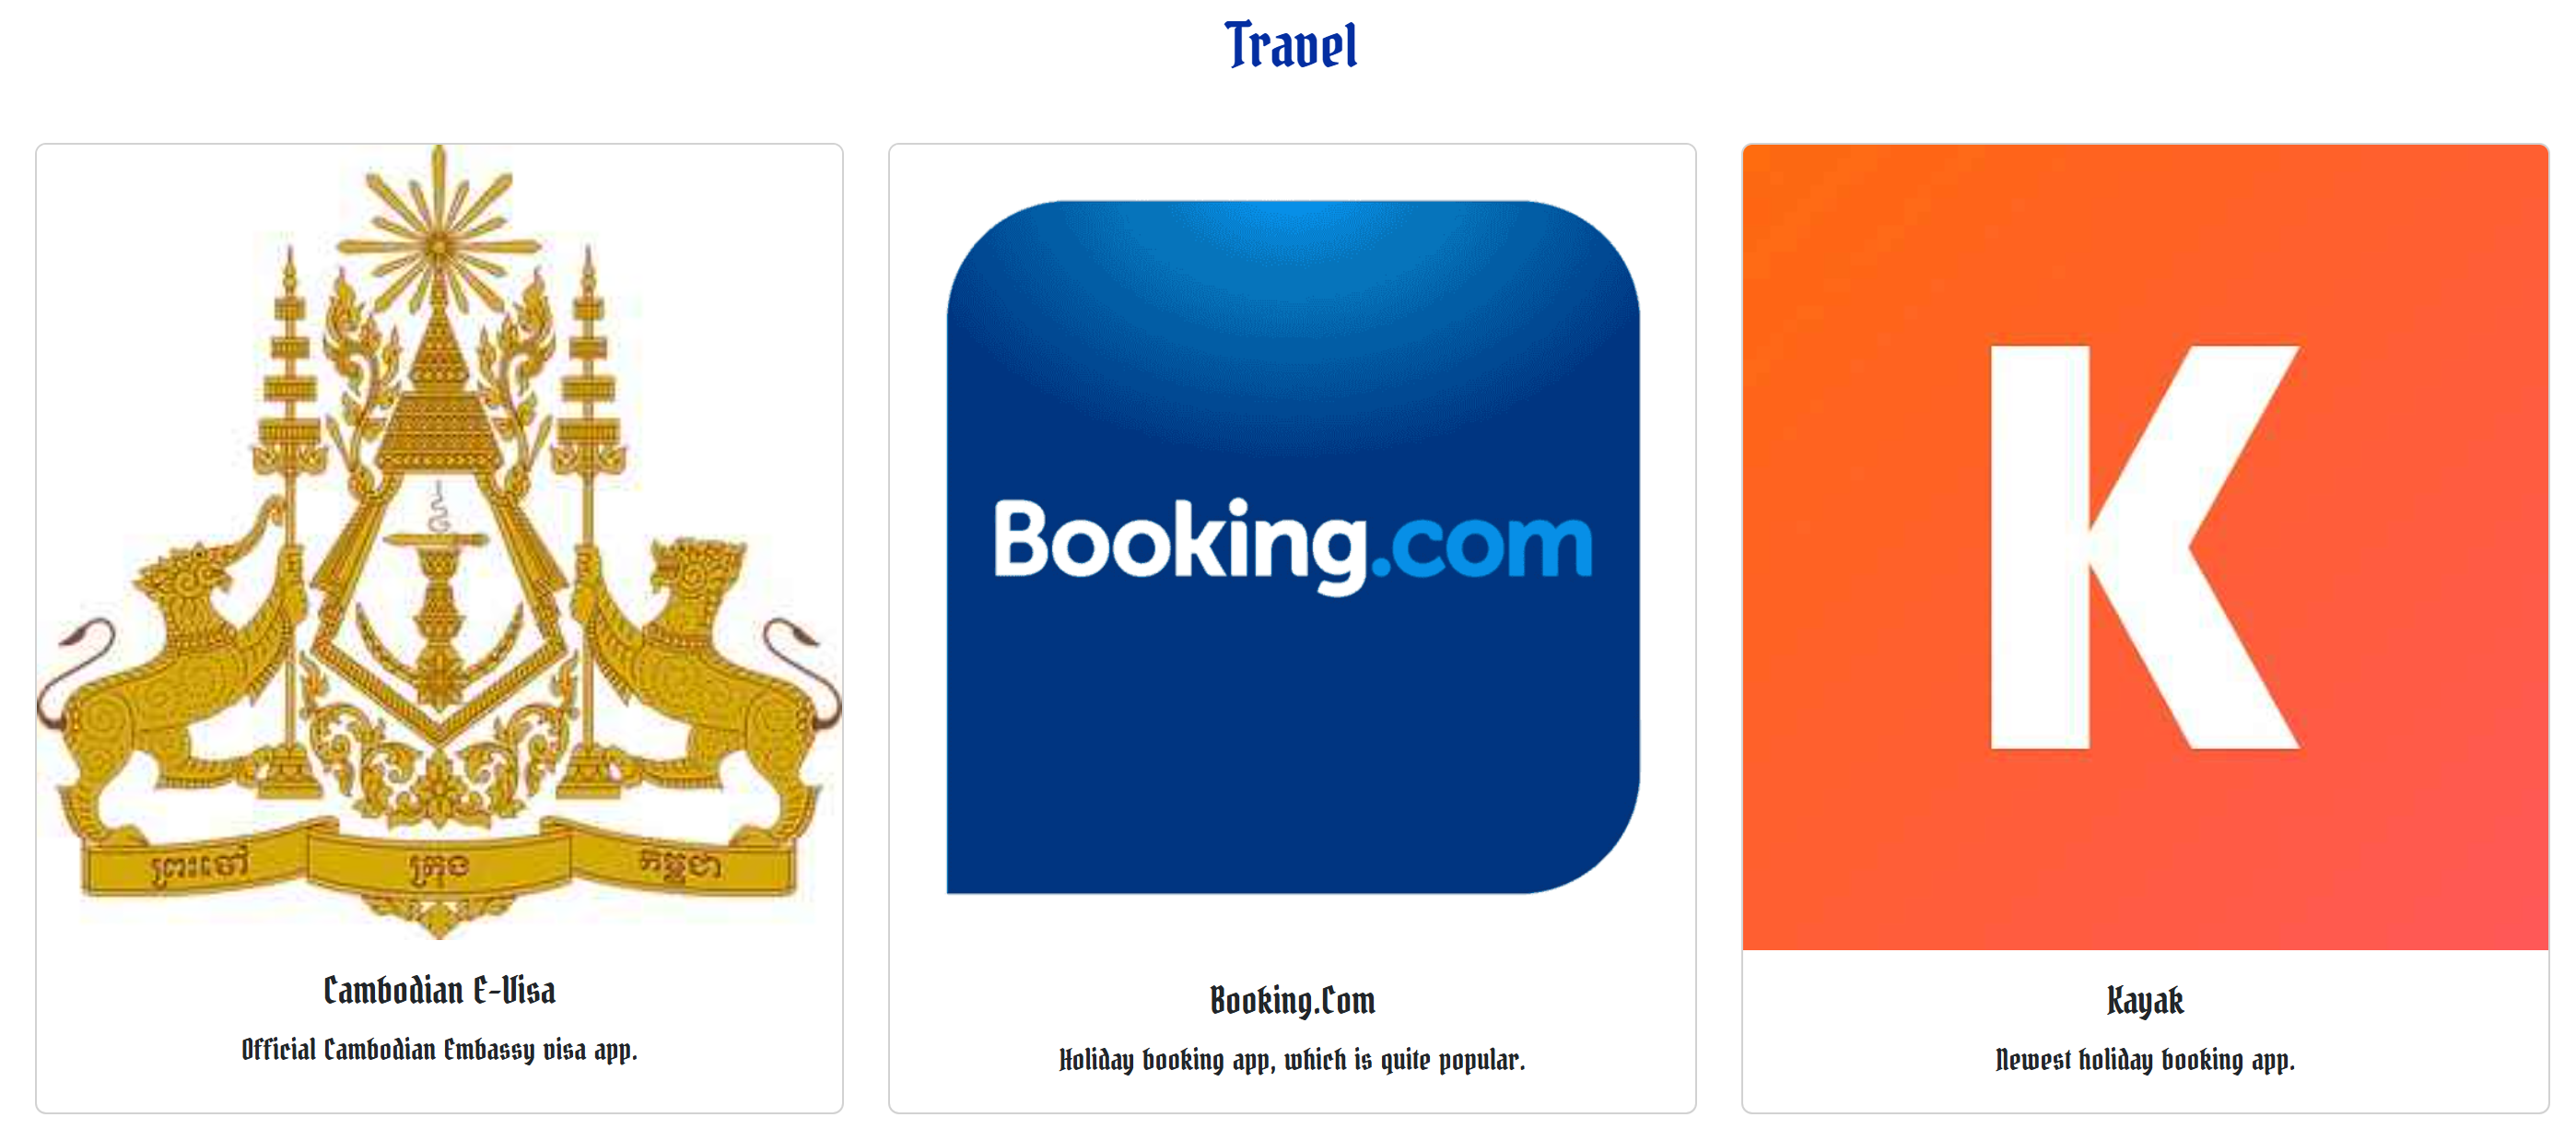 Travel
ព្រះចៅ ក្រុង កម្ពុជា
Cambodian E-Visa
Official Cambodian Embassy visa app.
Booking.com
Booking.Com
Holiday booking app, which is quite popular.
K
Kayak
Newest holiday booking app.